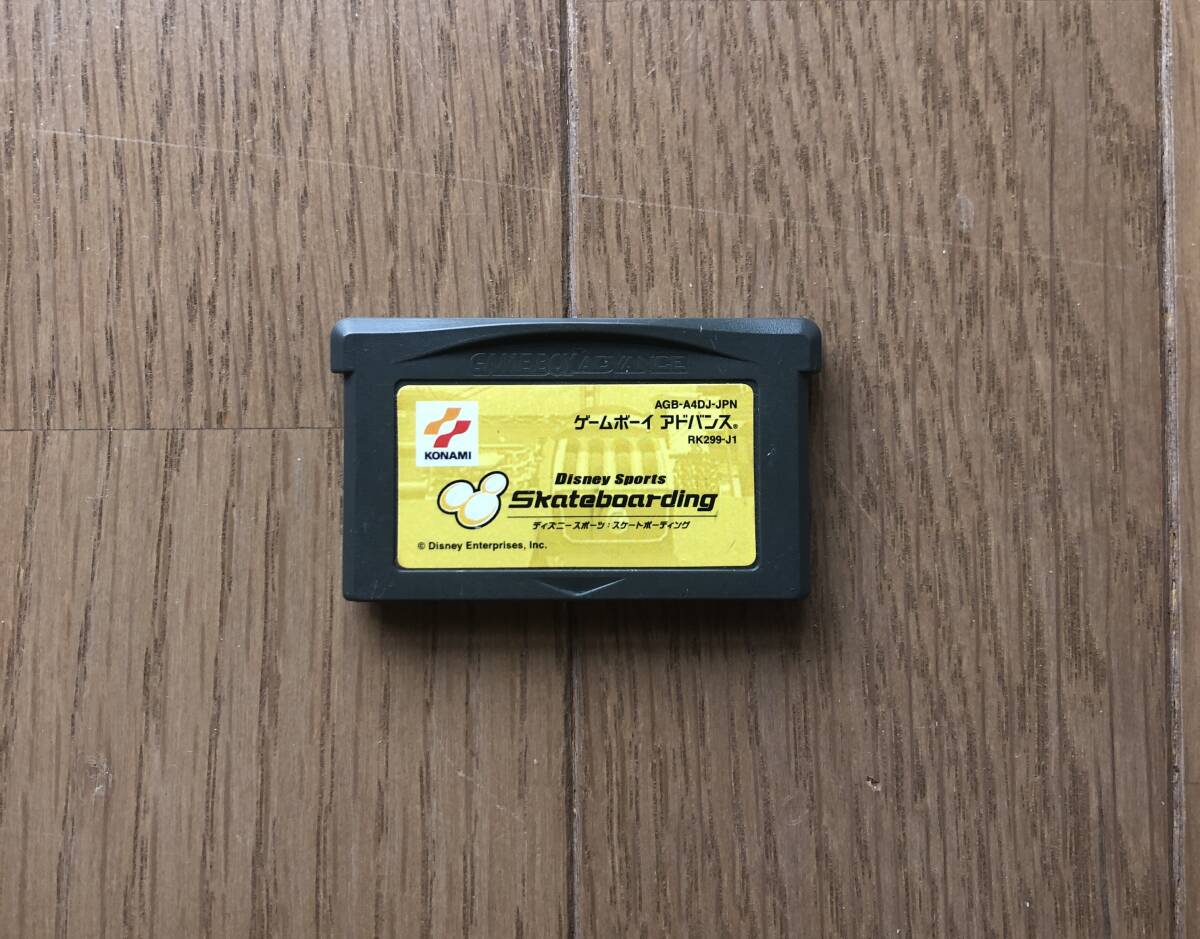 GAME BOY ADVANCE
AGB-A4DJ-JPN
ゲームボーイ アドバンス®
RK299-J1
KONAMI
Disney Sports
Skateboarding
ディズニースポーツ:スケートボーディング
© Disney Enterprises, Inc.